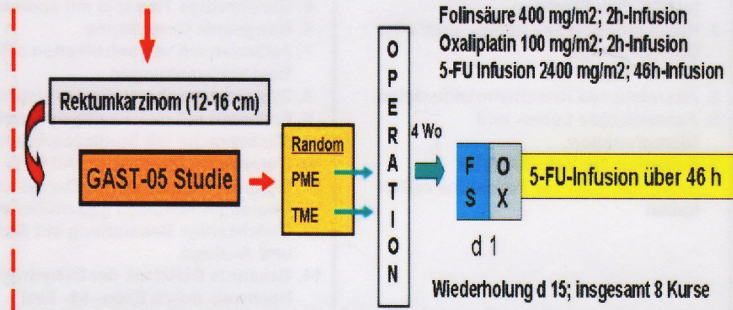 Folinsäure 400 mg/m2; 2h-Infusion
Oxaliplatin 100 mg/m2; 2h-Infusion
5-FU Infusion 2400 mg/m2; 46h-Infusion
Rektumkarzinom (12-16 cm)
GAST-05 Studie
Random
PME
TME
OPERATION
4 Wo
FS
OX
5-FU-Infusion über 46 h
d 1
Wiederholung d 15; insgesamt 8 Kurse